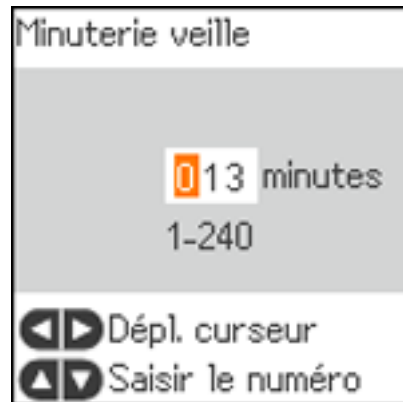 Minuterie veille
013 minutes
1-240
Dépl. curseur
Saisir le numéro